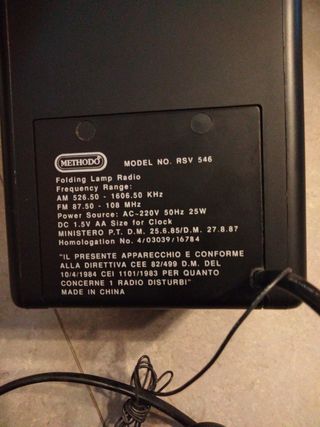 METHODO
MODEL NO. RSV 546
Folding Lamp Radio
Frequency Range:
AM 526.50 - 1606.50 KHz
FM 87.50 - 108 MHz
Power Source: AC~220V 50Hz 25W
DC 1.5V AA Size for Clock
MINISTERO P.T. D.M. 25.6.85/D.M. 27.8.87
Homologation No. 4/03039/I6784
"IL PRESENTE APPARECCHIO E CONFORME
ALLA DIRETTIVA CEE 82/499 D.M. DEL
10/4/1984 CEI 1101/1983 PER QUANTO
CONCERNE 1 RADIO DISTURBI"
MADE IN CHINA